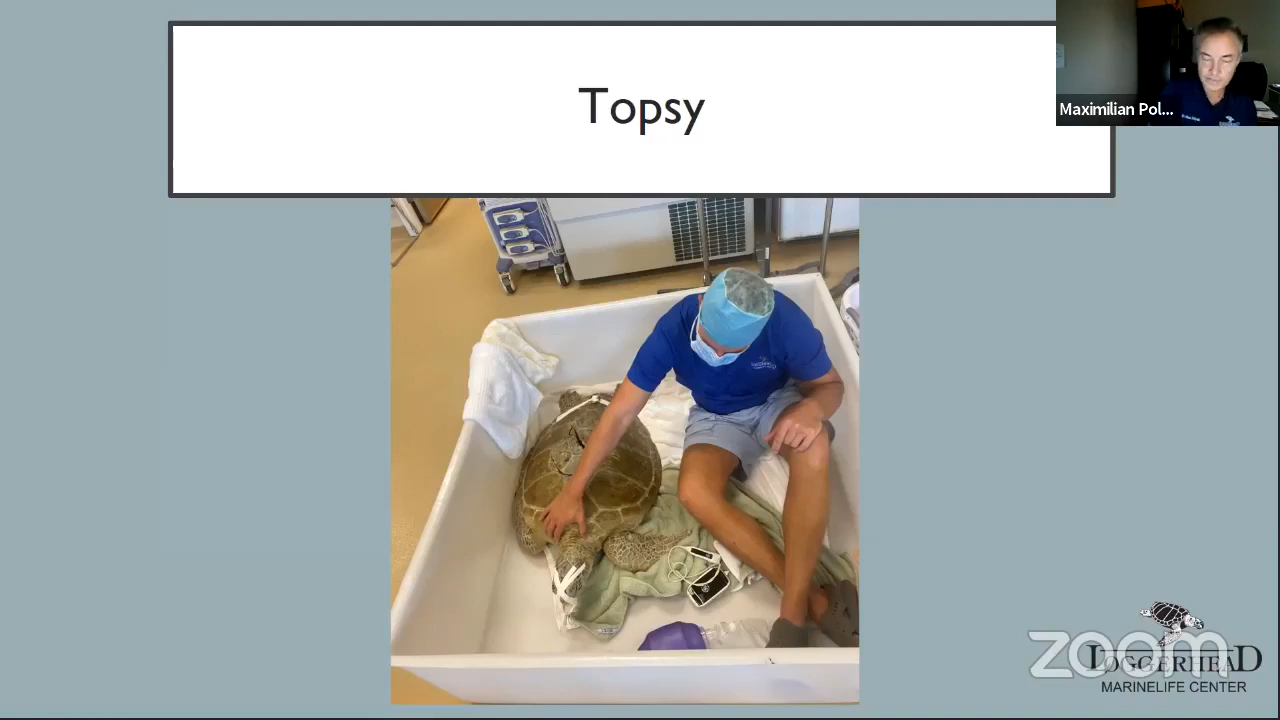 Topsy
Maximilian Pol...
zoom
LOGGERHEAD
MARINELIFE CENTER